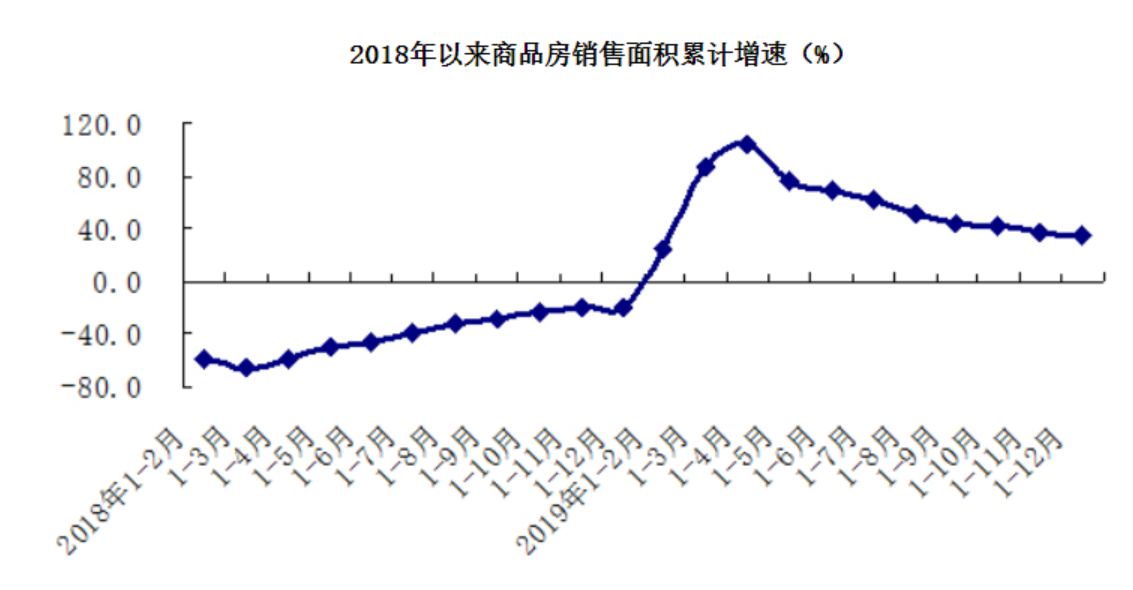 2018年以来商品房销售面积累计增速（%）
120.0
80.0
40.0
0.0
-40.0
-80.0
2018年1-2月
1-3月
1-4月
1-5月
1-6月
1-7月
1-8月
1-9月
1-10月
1-11月
1-12月
2019年1-2月
1-3月
1-4月
1-5月
1-6月
1-7月
1-8月
1-9月
1-10月
1-11月
1-12月